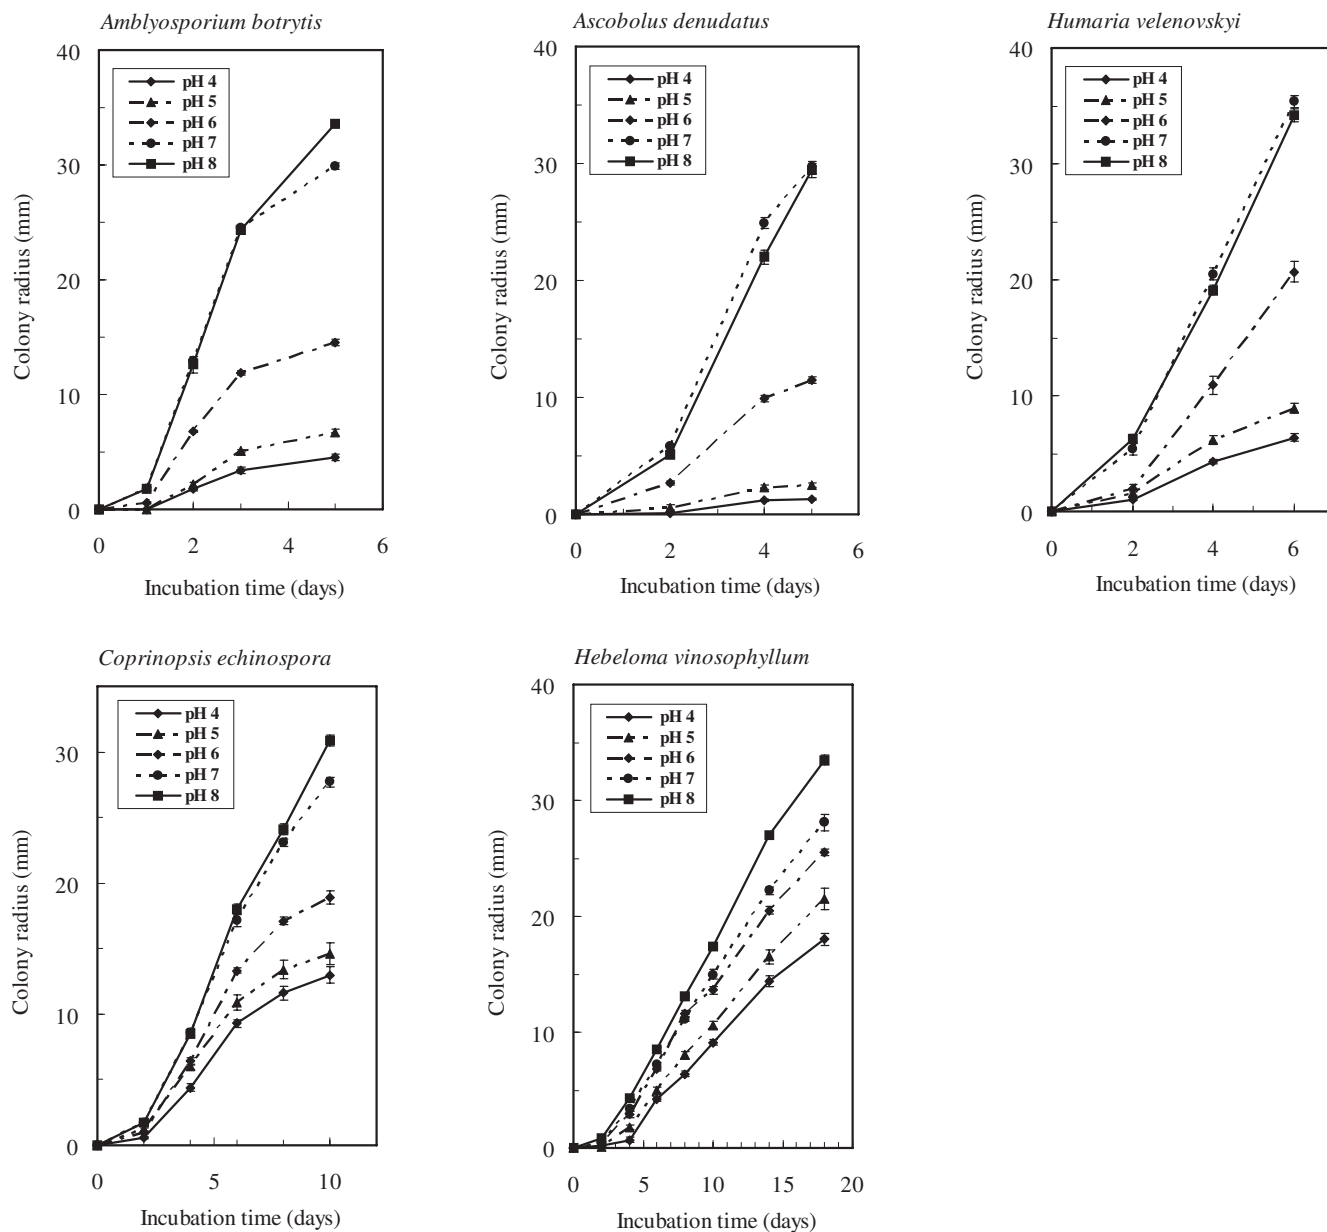 Amblyosporium botrytis
40
30
20
10
0
pH 4
pH 5
pH 6
pH 7
pH 8
Colony radius (mm)
0 2 4 6
Incubation time (days)
Ascobolus denudatus
40
30
20
10
0
pH 4
pH 5
pH 6
pH 7
pH 8
Colony radius (mm)
0 2 4 6
Incubation time (days)
Humaria velenovskyi
40
30
20
10
0
pH 4
pH 5
pH 6
pH 7
pH 8
Colony radius (mm)
0 2 4 6
Incubation time (days)
Coprinopsis echinospora
30
20
10
0
pH 4
pH 5
pH 6
pH 7
pH 8
Colony radius (mm)
0 5 10
Incubation time (days)
Hebeloma vinosophyllum
40
30
20
10
0
pH 4
pH 5
pH 6
pH 7
pH 8
Colony radius (mm)
0 5 10 15 20
Incubation time (days)